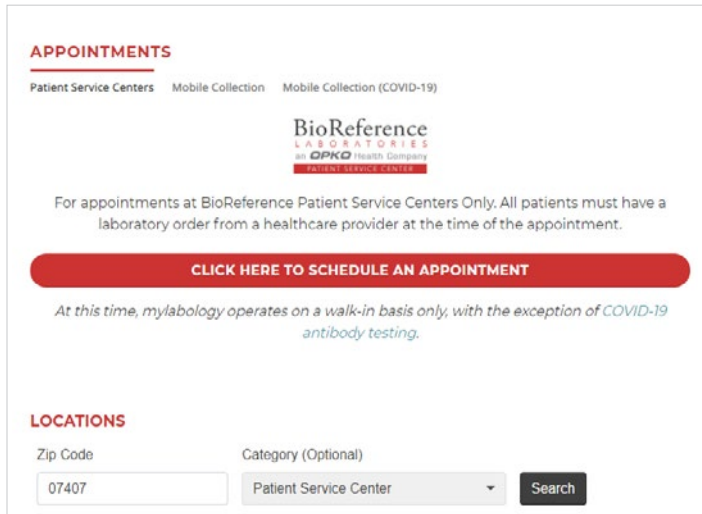 APPOINTMENTS
Patient Service Centers Mobile Collection Mobile Collection (COVID-19)
BioReference
LABORATORIES
an OPKO Health Company
PATIENT SERVICE CENTER
For appointments at BioReference Patient Service Centers Only. All patients must have a
laboratory order from a healthcare provider at the time of the appointment.
CLICK HERE TO SCHEDULE AN APPOINTMENT
At this time, mylabology operates on a walk-in basis only, with the exception of COVID-19
antibody testing.
LOCATIONS
Zip Code Category (Optional)
07407 Patient Service Center Search